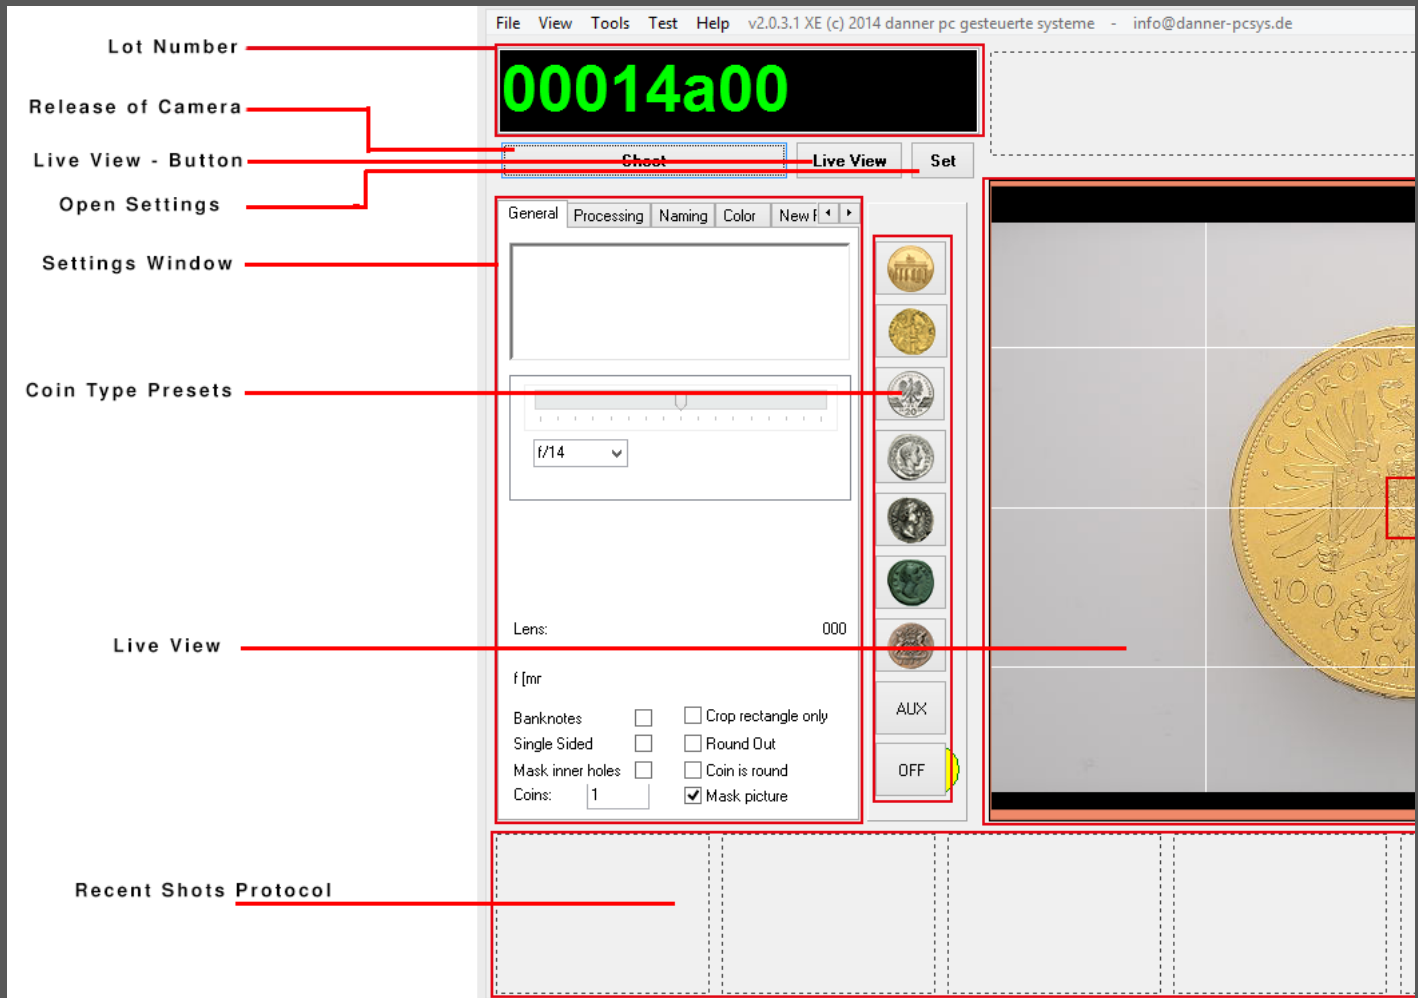 File View Tools Test Help v2.0.3.1 XE (c) 2014 danner pc gesteuerte systeme - info@danner-pcsys.de
Lot Number
00014a00
Release of Camera
Live View - Button
Shoot Live View Set
Open Settings
General Processing Naming Color New
Settings Window
Coin Type Presets
f/14
20
CORONA
100
Lens: 000
Live View
f [mr
AUX
Banknotes
Crop rectangle only
Single Sided
Round Out
Mask inner holes
Coin is round
OFF
Coins: 1
Mask picture
Recent Shots Protocol